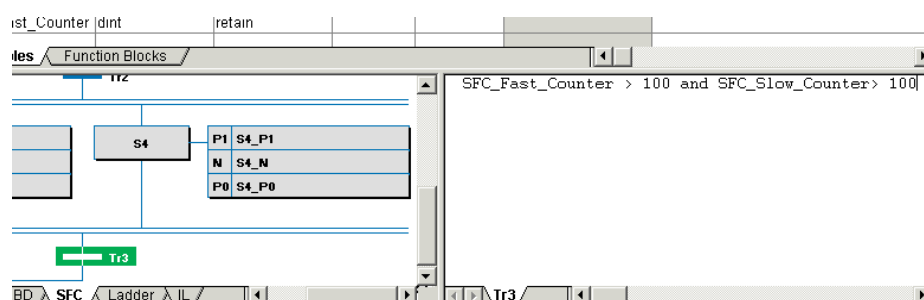 ast_Counter dint retain
bles Function Blocks
Tr2
SFC_Fast_Counter > 100 and SFC_Slow_Counter> 100
S4
P1 S4_P1
N S4_N
P0 S4_P0
Tr3
BD SFC Ladder IL
Tr3